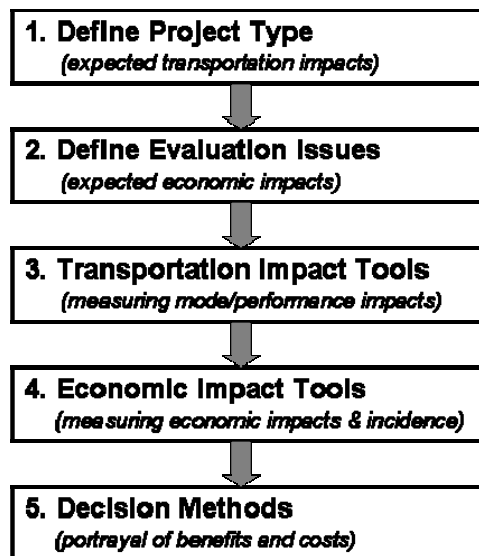 1. Define Project Type
(expected transportation impacts)
2. Define Evaluation Issues
(expected economic impacts)
3. Transportation Impact Tools
(measuring mode/performance impacts)
4. Economic Impact Tools
(measuring economic impacts & incidence)
5. Decision Methods
(portrayal of benefits and costs)